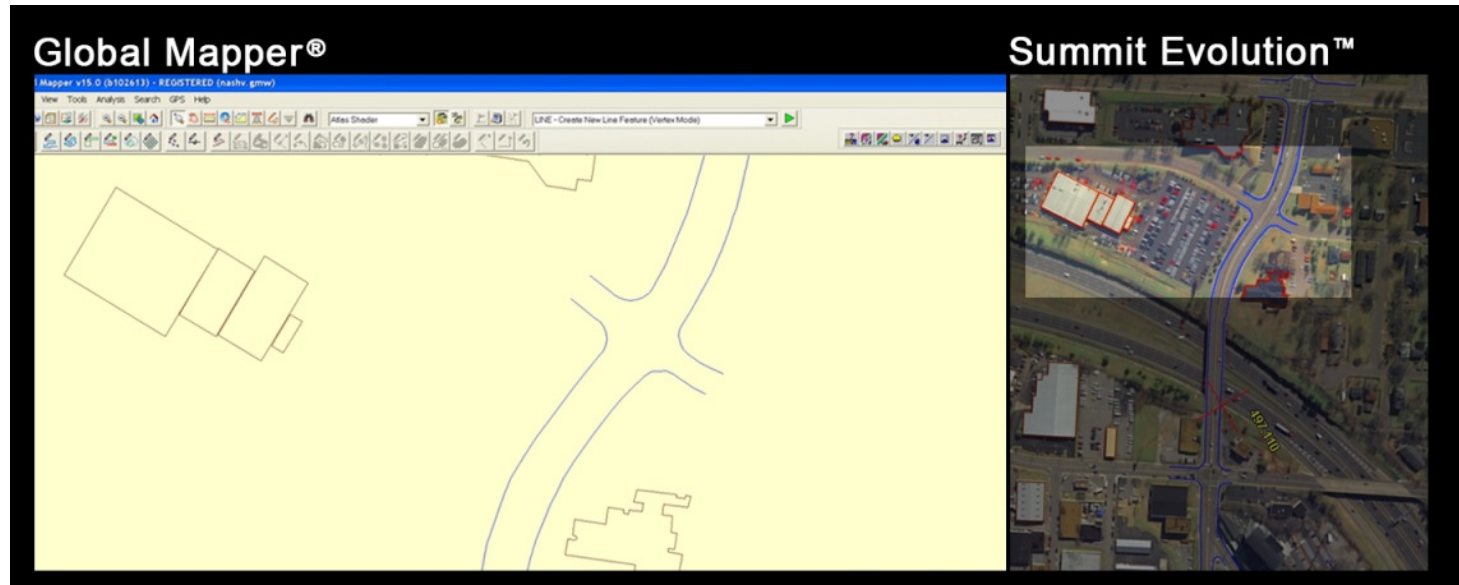 Global Mapper®
Summit Evolution™
Mapper v15.0 (b102613) - REGISTERED (nashv.gmw)
View Tools Analysis Search GPS Help
Atlas Shader
LINE - Create New Line Feature (Vertex Mode)
497.110